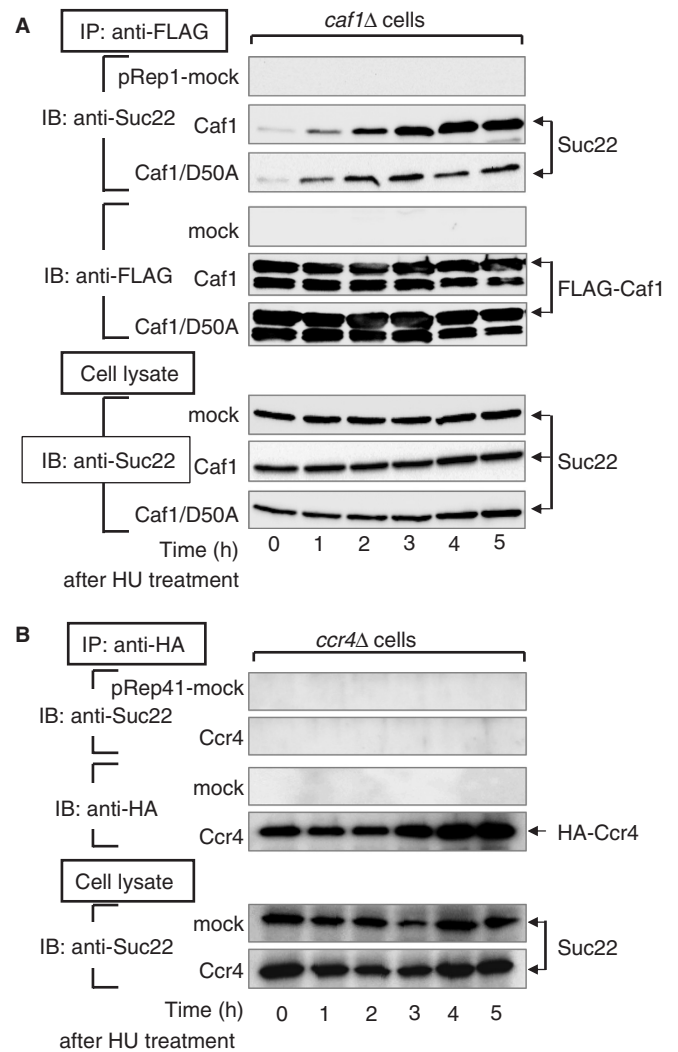 A
IP: anti-FLAG
caf1Δ cells
pRep1-mock
IB: anti-Suc22
Caf1
Suc22
Caf1/D50A
mock
IB: anti-FLAG
Caf1
FLAG-Caf1
Caf1/D50A
Cell lysate
mock
IB: anti-Suc22
Caf1
Suc22
Caf1/D50A
Time (h) 0 1 2 3 4 5
after HU treatment
B
IP: anti-HA
ccr4Δ cells
pRep41-mock
IB: anti-Suc22
Ccr4
mock
IB: anti-HA
Ccr4
HA-Ccr4
Cell lysate
mock
IB: anti-Suc22
Suc22
Ccr4
Time (h) 0 1 2 3 4 5
after HU treatment